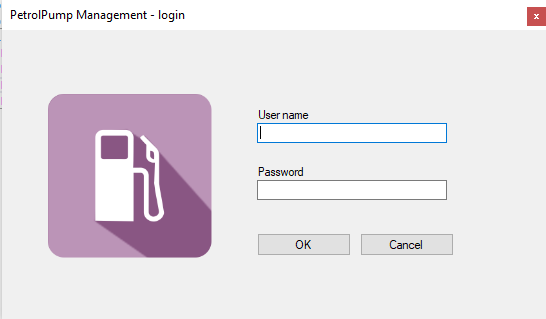 PetrolPump Management - login
x
User name
Password
OK
Cancel